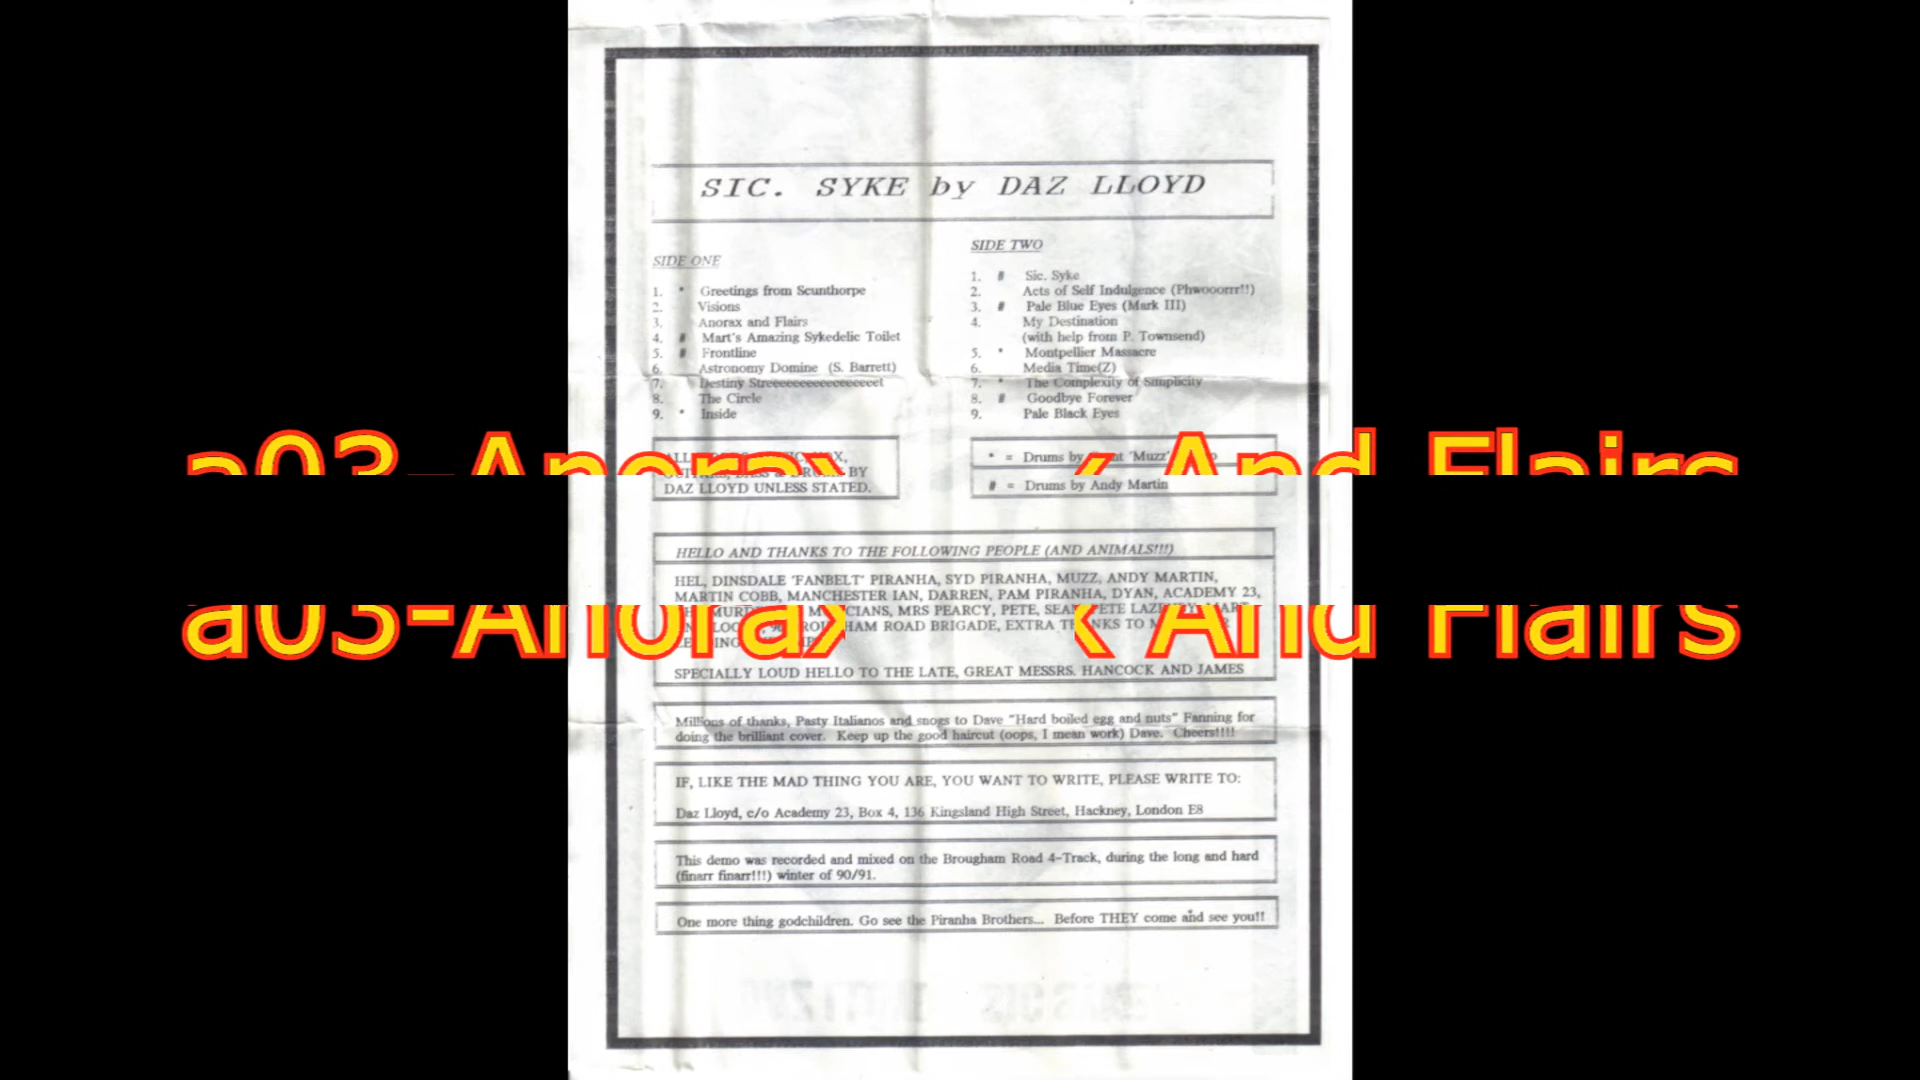 SIC. SYKE by DAZ LLOYD
SIDE ONE
1. * Greetings from Scunthorpe
2. Visions
3. Anorax and Flairs
4. # Mart's Amazing Sykedelic Toilet
5. # Frontline
6. Astronomy Domine (S. Barrett)
7. Destiny Streeeeeeeeeeeeeeeet
8. The Circle
9. * Inside
SIDE TWO
1. # Sic. Syke
2. Acts of Self Indulgence (Phwooorrr!!)
3. # Pale Blue Eyes (Mark III)
4. My Destination
(with help from P. Townsend)
5. * Montpellier Massacre
6. Media Time(Z)
7. * The Complexity of Simplicity
8. # Goodbye Forever
9. Pale Black Eyes
a03-Anorax And Flairs
BY
DAZ LLOYD UNLESS STATED.
* = Drums by 'Muzz'
# = Drums by Andy Martin
HELLO AND THANKS TO THE FOLLOWING PEOPLE (AND ANIMALS!!!)
HEL, DINSDALE 'FANBELT' PIRANHA, SYD PIRANHA, MUZZ, ANDY MARTIN,
MARTIN COBB, MANCHESTER IAN, DARREN, PAM PIRANHA, DYAN, ACADEMY 23,
MRS PEARCY, PETE,
ROAD BRIGADE, EXTRA
SPECIALLY LOUD HELLO TO THE LATE, GREAT MESSRS. HANCOCK AND JAMES
Millions of thanks, Pasty Italianos and snogs to Dave "Hard boiled egg and nuts" Fanning for
doing the brilliant cover. Keep up the good haircut (oops, I mean work) Dave. Cheers!!!!
IF, LIKE THE MAD THING YOU ARE, YOU WANT TO WRITE, PLEASE WRITE TO:
Daz Lloyd, c/o Academy 23, Box 4, 136 Kingsland High Street, Hackney, London E8
This demo was recorded and mixed on the Brougham Road 4-Track, during the long and hard
(finarr finarr!!!) winter of 90/91.
One more thing godchildren. Go see the Piranha Brothers... Before THEY come and see you!!